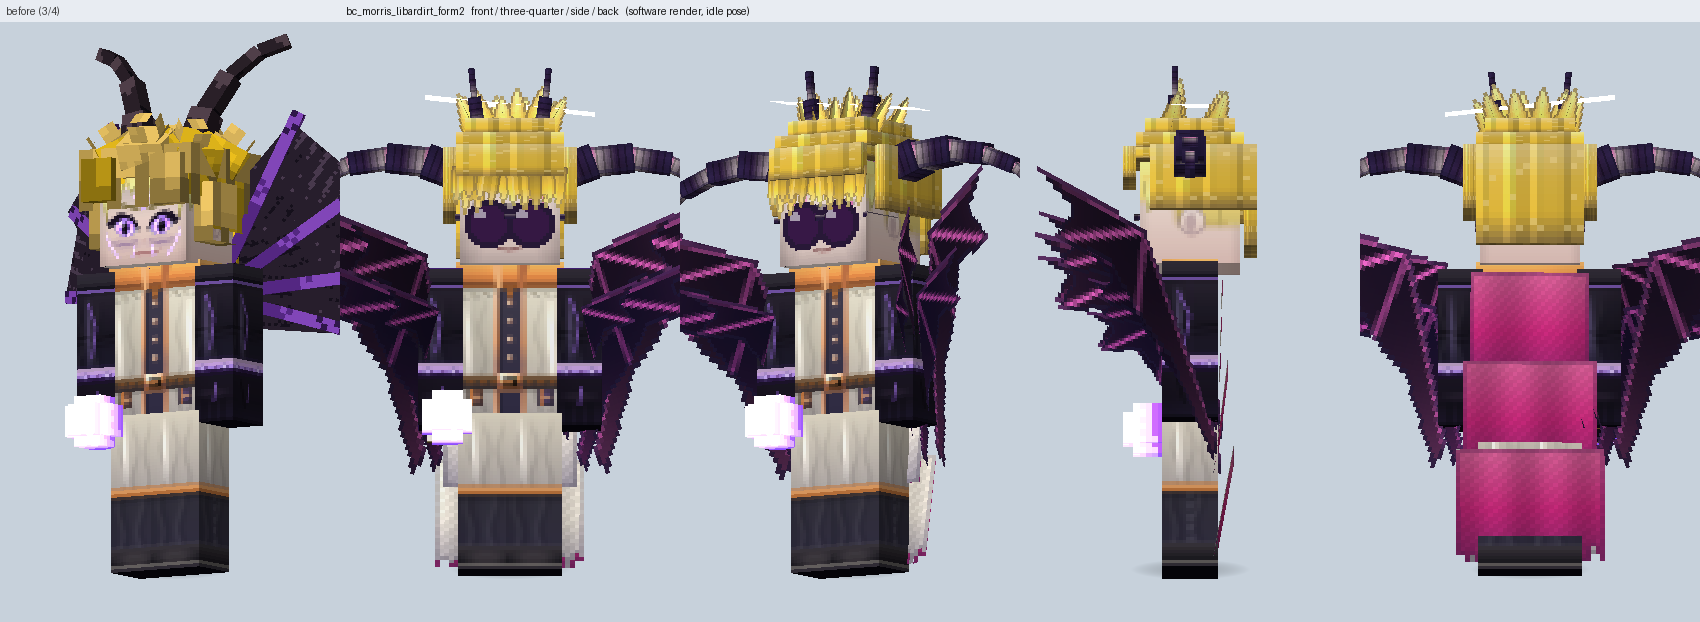 before (3/4)
bc_morris_libardirt_form2 front / three-quarter / side / back (software render, idle pose)